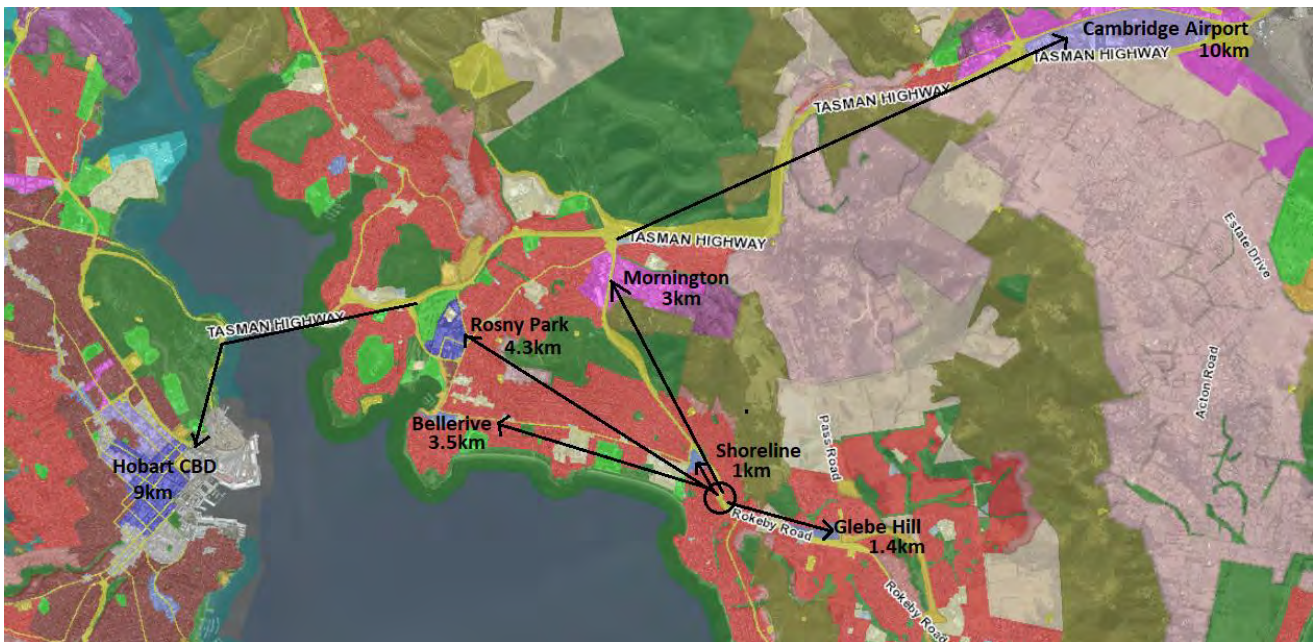 Cambridge Airport
10km
TASMAN HIGHWAY
TASMAN HIGHWAY
TASMAN HIGHWAY
Estate Drive
Mornington
3km
TASMAN HIGHWAY
Rosny Park
4.3km
Acton Road
Bellerive
3.5km
Pass Road
Shoreline
1km
Hobart CBD
9km
Rokeby Road
Glebe Hill
1.4km
Rokeby Road